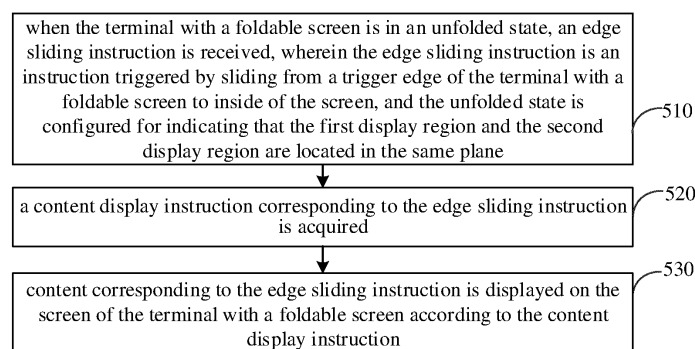 when the terminal with a foldable screen is in an unfolded state, an edge
sliding instruction is received, wherein the edge sliding instruction is an
instruction triggered by sliding from a trigger edge of the terminal with a
foldable screen to inside of the screen, and the unfolded state is
configured for indicating that the first display region and the second
display region are located in the same plane
510
a content display instruction corresponding to the edge sliding instruction
is acquired
520
content corresponding to the edge sliding instruction is displayed on the
screen of the terminal with a foldable screen according to the content
display instruction
530